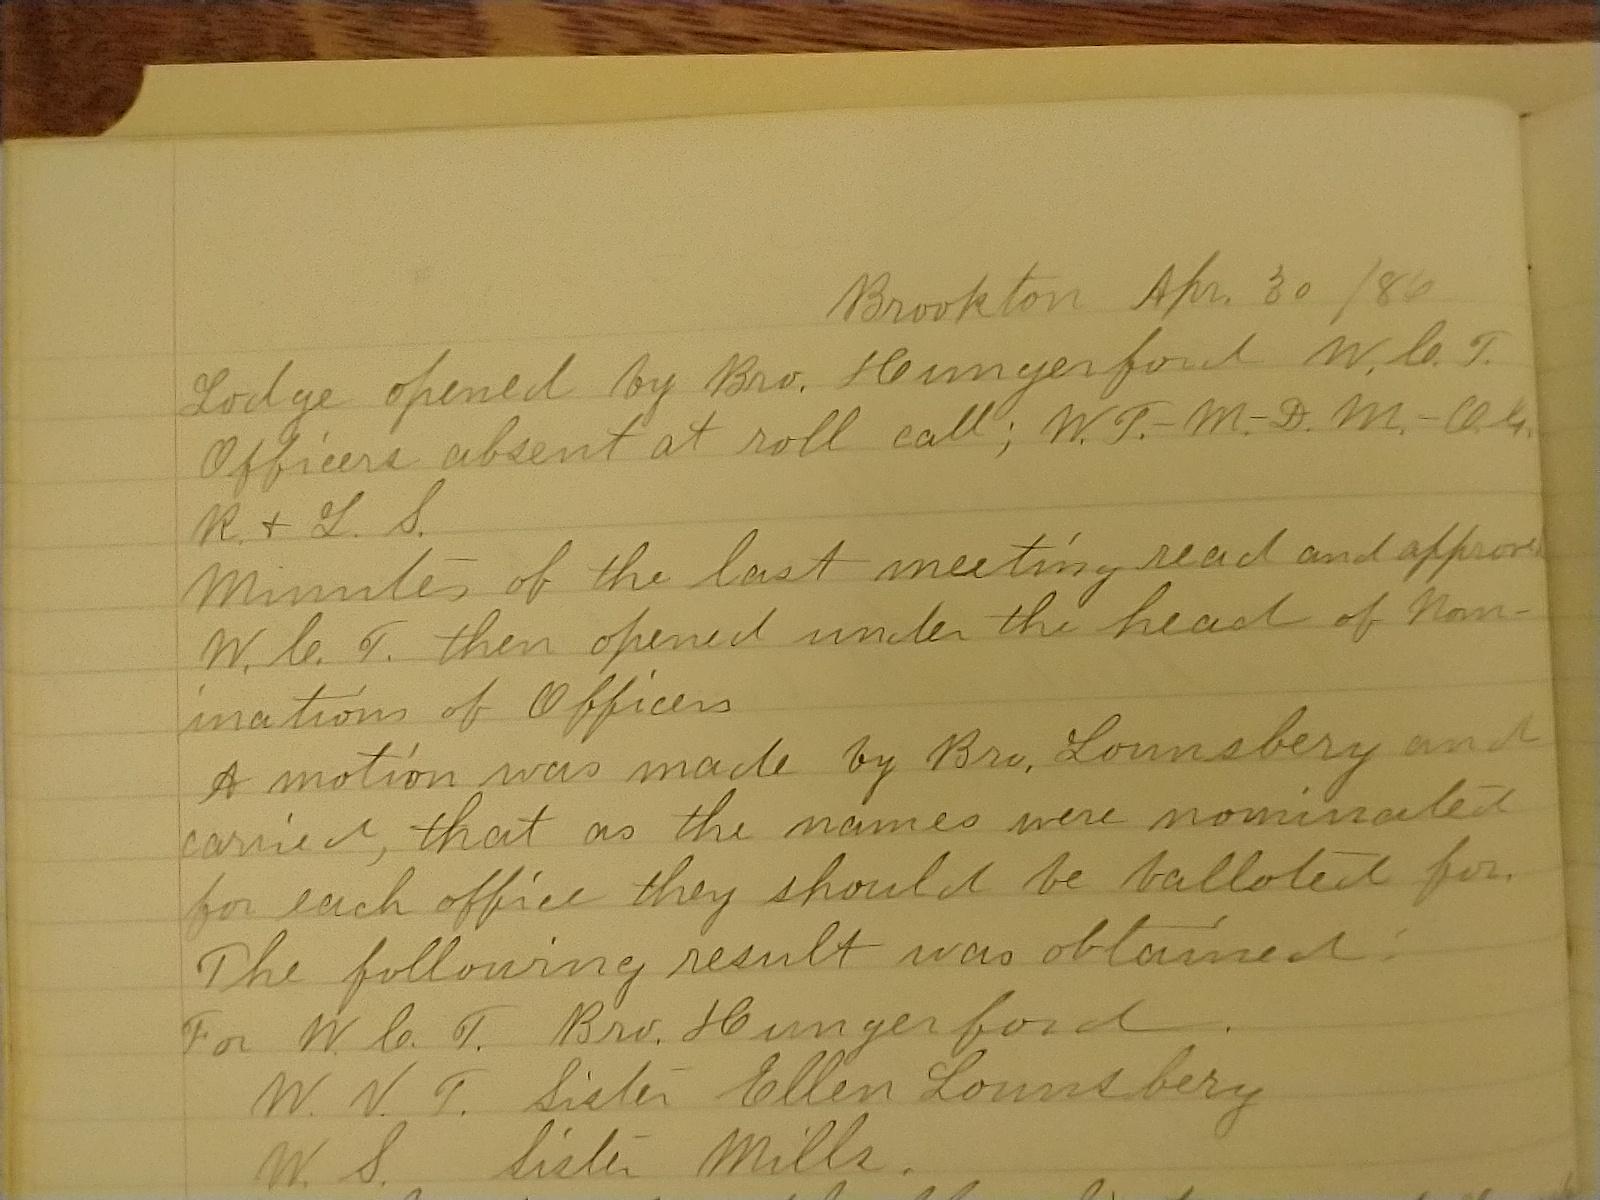 Brookton Apr. 30 /86
Lodge opened by Bro. Hungerford W. C. T.
Officers absent at roll call; W. T.- M.- D. M.- O. G.
R. + L. S.
Minutes of the last meeting read and approved
W. C. T. then opened under the head of Nom-
inations of Officers
A motion was made by Bro. Lounsbery and
carried, that as the names were nominated
for each office they should be balloted for.
The following result was obtained:
For W. C. T. Bro. Hungerford.
W. V. T. Sister Ellen Lounsbery
W. S. Sister Mills.